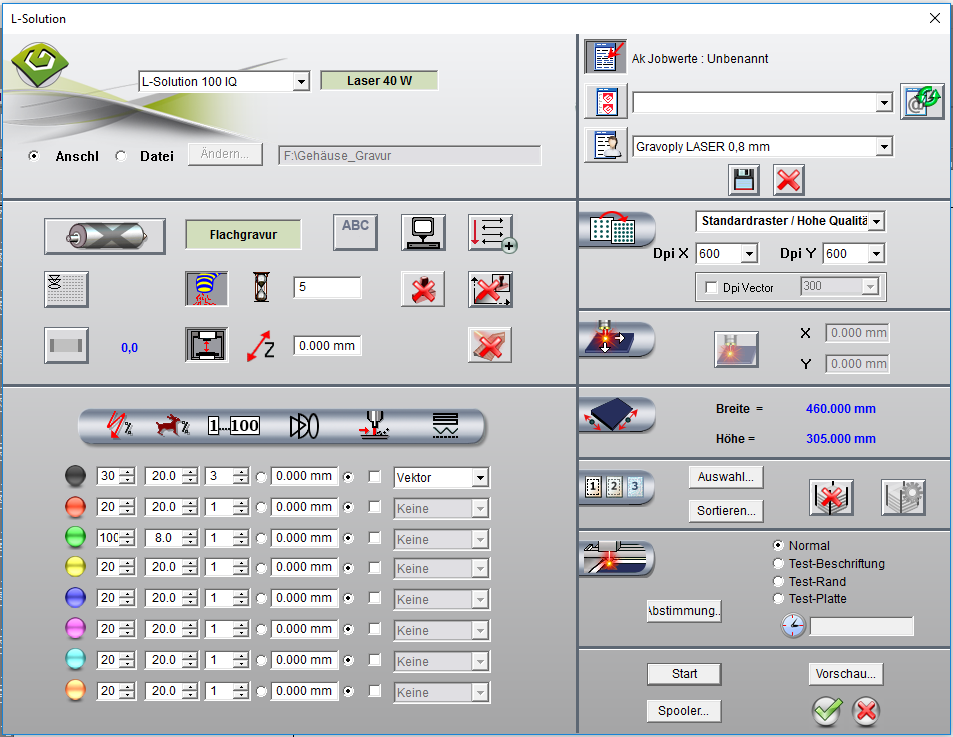 L-Solution
L-Solution 100 IQ
Laser 40 W
Anschl
Datei
Ändern...
F:\Gehäuse_Gravur
Ak Jobwerte : Unbenannt
@
Gravoply LASER 0,8 mm
Flachgravur
ABC
5
0,0
Z
0.000 mm
Standardraster / Hohe Qualitä
Dpi X
600
Dpi Y
600
Dpi Vector
300
X
0.000 mm
Y
0.000 mm
Breite =
460.000 mm
Höhe =
305.000 mm
% % 1...100
30 20.0 3 0.000 mm Vektor
20 20.0 1 0.000 mm Keine
100 8.0 1 0.000 mm Keine
20 20.0 1 0.000 mm Keine
20 20.0 1 0.000 mm Keine
20 20.0 1 0.000 mm Keine
20 20.0 1 0.000 mm Keine
20 20.0 1 0.000 mm Keine
1 2 3
Auswahl...
Sortieren...
Normal
Test-Beschriftung
Test-Rand
Test-Platte
Abstimmung..
Start
Vorschau...
Spooler...